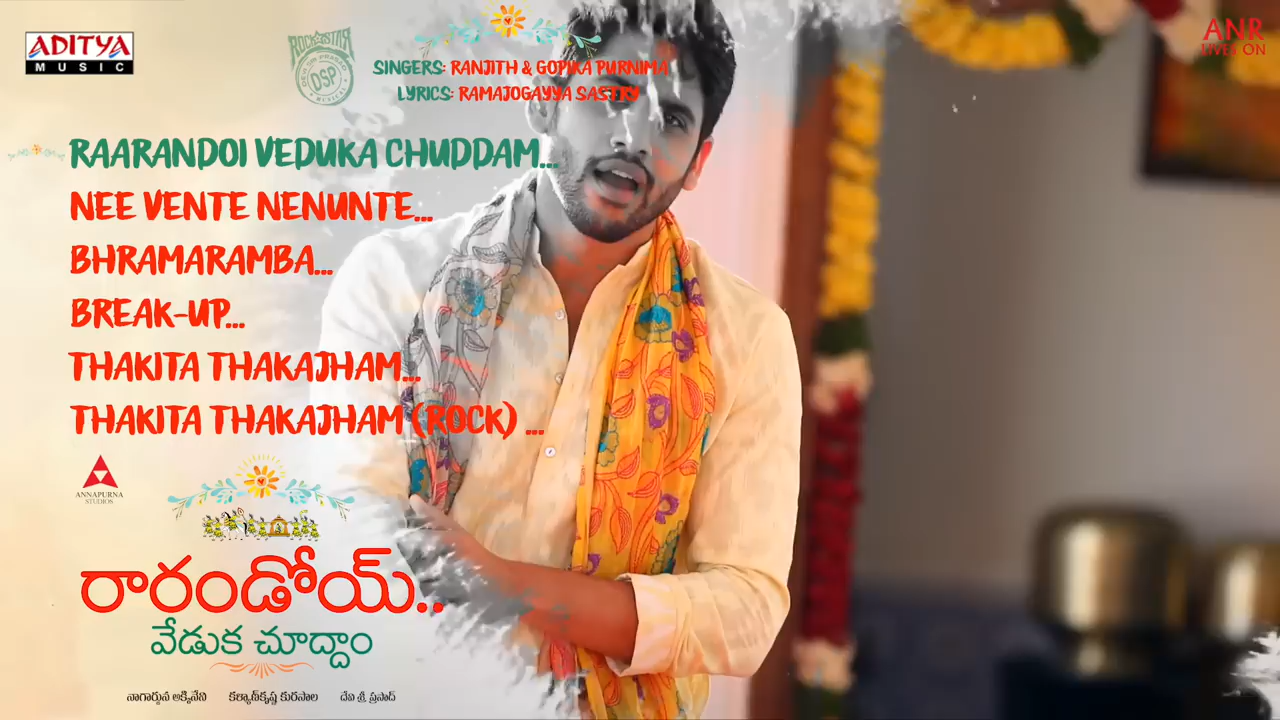 ADITYA
MUSIC
ROCKSTAR
DSP
MUSICAL
ANR
LIVES ON
SINGERS: RANJITH & GOPIKA PURNIMA
LYRICS: RAMAJOGAYYA SASTRY
RAARANDOI VEDUKA CHUDDAM...
NEE VENTE NENUNTE...
BHRAMARAMBA...
BREAK-UP...
THAKITA THAKAJHAM...
THAKITA THAKAJHAM (ROCK) ...
ANNAPURNA
STUDIOS
రారండోయ్..
వేడుక చూద్దాం
నాగార్జున అక్కినేని కళ్యాణ్‌కృష్ణ కురసాల దేవి శ్రీ ప్రసాద్